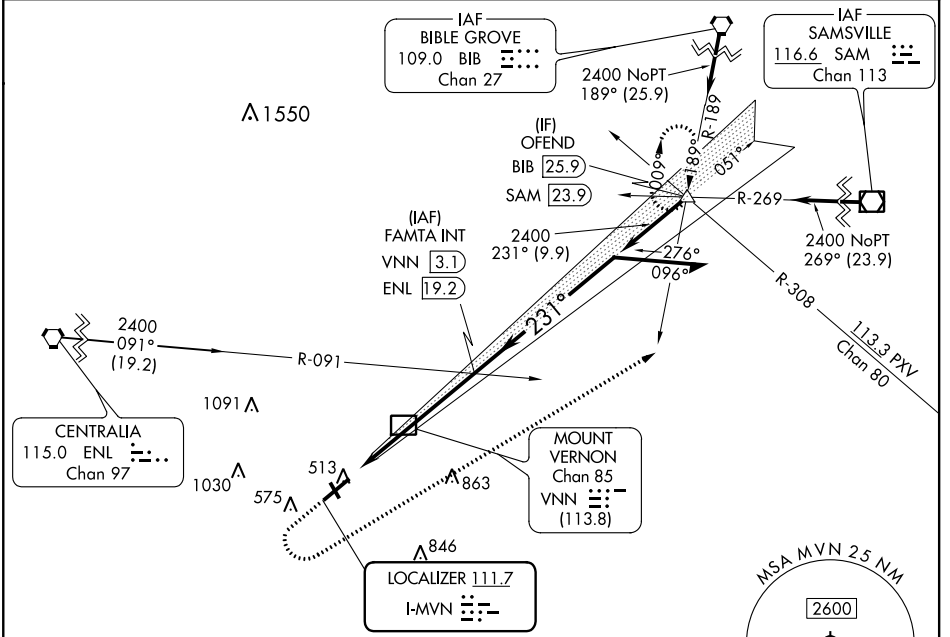 IAF
BIBLE GROVE
109.0 BIB
Chan 27
IAF
SAMSVILLE
116.6 SAM
Chan 113
2400 NoPT
189° (25.9)
R-189
1550
(IF)
OFEND
BIB 25.9
SAM 23.9
009°
189°
051°
R-269
2400 NoPT
269° (23.9)
(IAF)
FAMTA INT
VNN 3.1
ENL 19.2
2400
231° (9.9)
276°
096°
231°
R-308
113.3 PXV
Chan 80
2400
091°
(19.2)
R-091
1091
CENTRALIA
115.0 ENL
Chan 97
1030
575
513
863
846
MOUNT
VERNON
Chan 85
VNN
(113.8)
LOCALIZER 111.7
I-MVN
MSA MVN 25 NM
2600